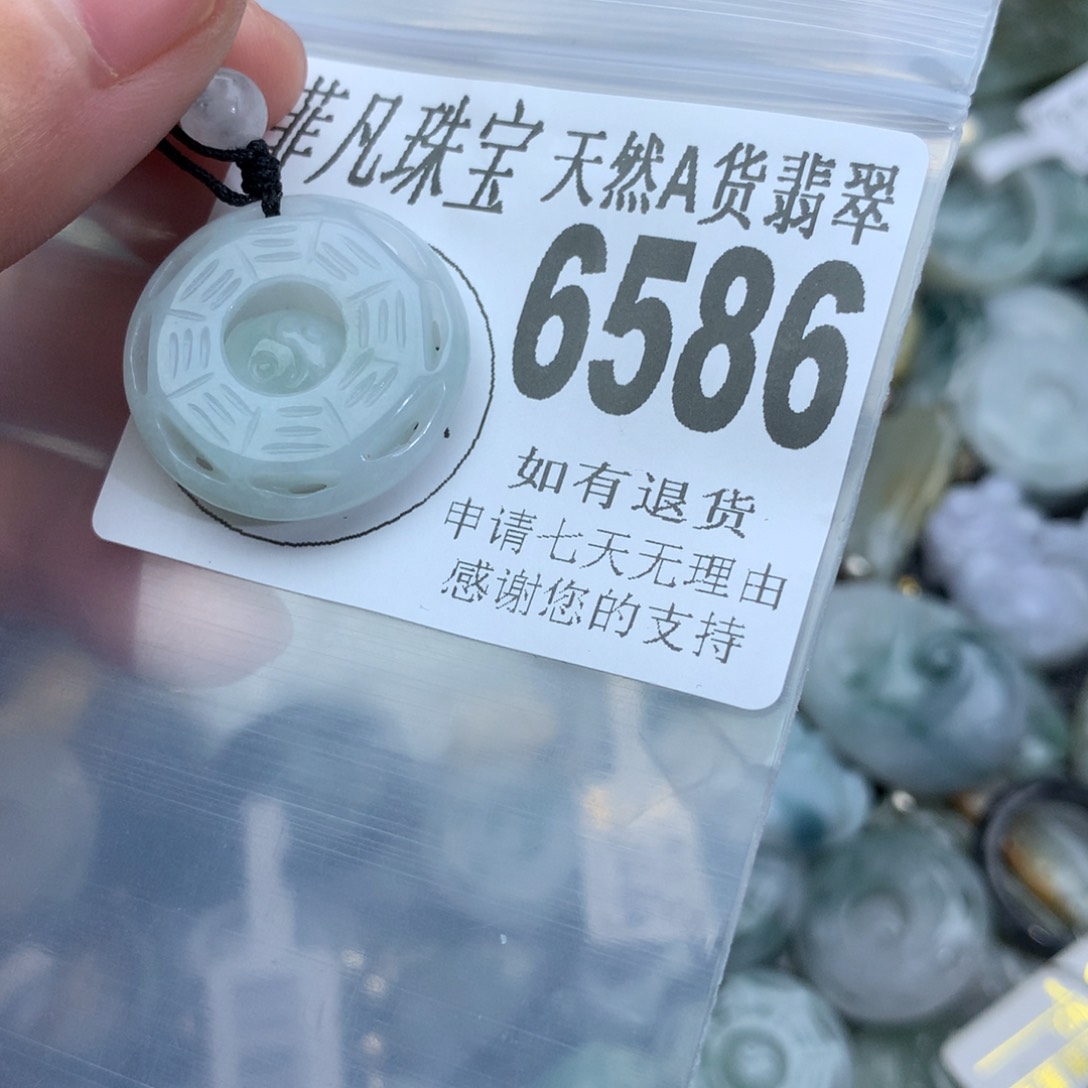 菲凡珠宝 天然A货翡翠
6586
如有退货
申请七天无理由
感谢您的支持